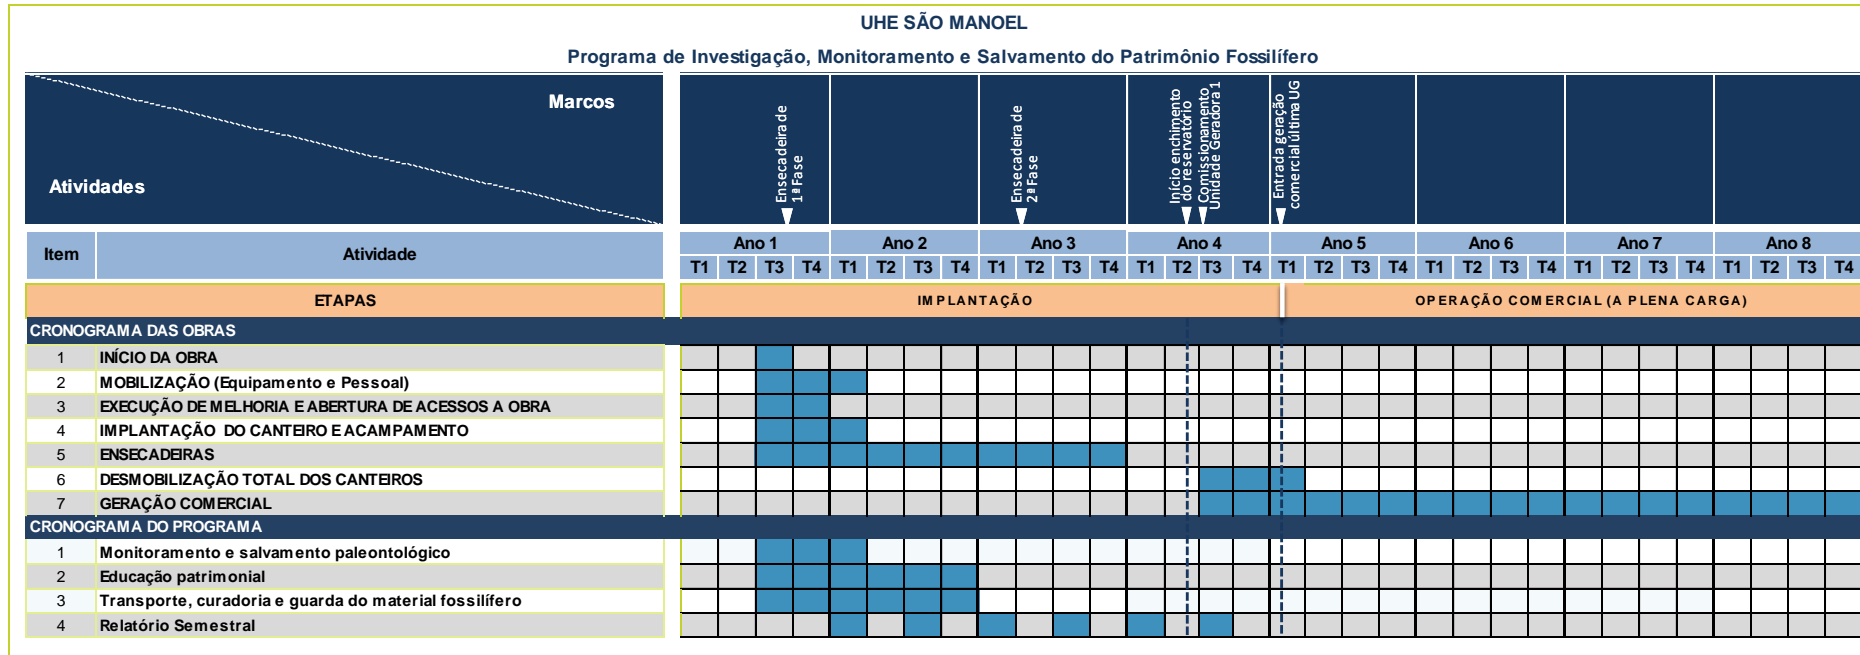 UHE SÃO MANOEL
Programa de Investigação, Monitoramento e Salvamento do Patrimônio Fossilífero
Marcos
Atividades
Ensecadeira de
1ª Fase
Ensecadeira de
2ª Fase
Início enchimento
do reservatório
Comissionamento
Unidade Geradora 1
Entrada geração
comercial última UG
Item Atividade Ano 1 Ano 2 Ano 3 Ano 4 Ano 5 Ano 6 Ano 7 Ano 8
T1 T2 T3 T4 T1 T2 T3 T4 T1 T2 T3 T4 T1 T2 T3 T4 T1 T2 T3 T4 T1 T2 T3 T4 T1 T2 T3 T4 T1 T2 T3 T4
ETAPAS IMPLANTAÇÃO OPERAÇÃO COMERCIAL (A PLENA CARGA)
CRONOGRAMA DAS OBRAS
1 INÍCIO DA OBRA
2 MOBILIZAÇÃO (Equipamento e Pessoal)
3 EXECUÇÃO DE MELHORIA E ABERTURA DE ACESSOS A OBRA
4 IMPLANTAÇÃO DO CANTEIRO E ACAMPAMENTO
5 ENSECADEIRAS
6 DESMOBILIZAÇÃO TOTAL DOS CANTEIROS
7 GERAÇÃO COMERCIAL
CRONOGRAMA DO PROGRAMA
1 Monitoramento e salvamento paleontológico
2 Educação patrimonial
3 Transporte, curadoria e guarda do material fossilífero
4 Relatório Semestral